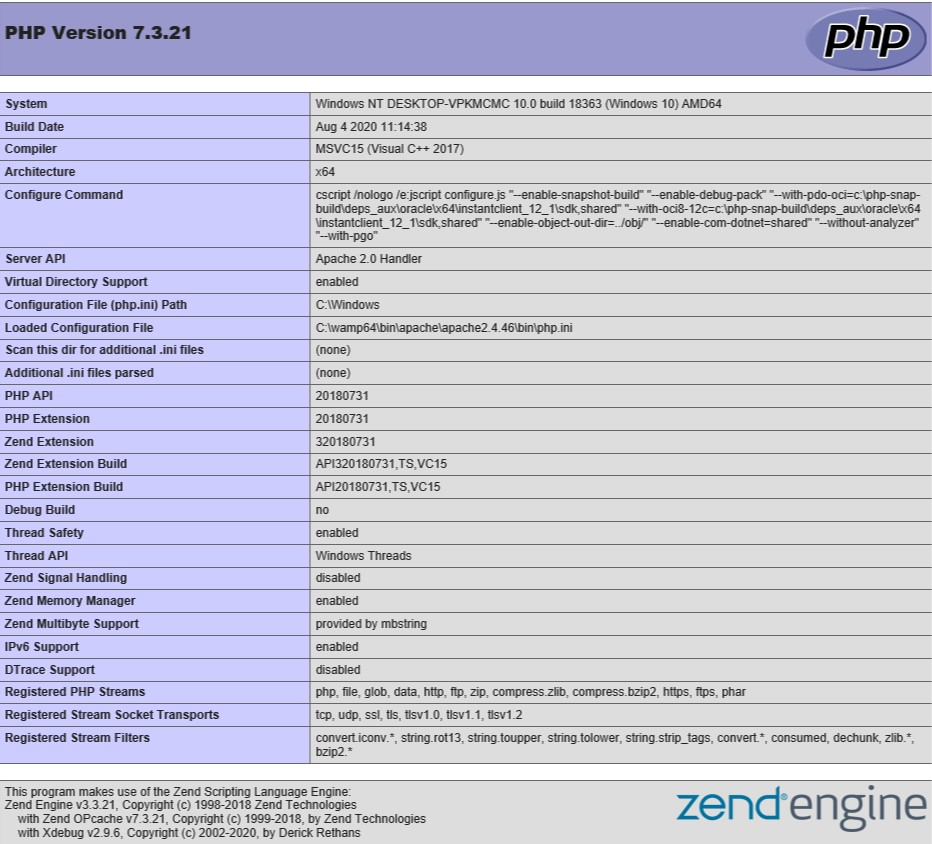 PHP Version 7.3.21
php
System Windows NT DESKTOP-VPKMCMC 10.0 build 18363 (Windows 10) AMD64
Build Date Aug 4 2020 11:14:38
Compiler MSVC15 (Visual C++ 2017)
Architecture x64
Configure Command cscript /nologo /e:jscript configure.js "--enable-snapshot-build" "--enable-debug-pack" "--with-pdo-oci=c:\php-snap-
build\deps_aux\oracle\x64\instantclient_12_1\sdk,shared" "--with-oci8-12c=c:\php-snap-build\deps_aux\oracle\x64
\instantclient_12_1\sdk,shared" "--enable-object-out-dir=../obj/" "--enable-com-dotnet=shared" "--without-analyzer"
"--with-pgo"
Server API Apache 2.0 Handler
Virtual Directory Support enabled
Configuration File (php.ini) Path C:\Windows
Loaded Configuration File C:\wamp64\bin\apache\apache2.4.46\bin\php.ini
Scan this dir for additional .ini files (none)
Additional .ini files parsed (none)
PHP API 20180731
PHP Extension 20180731
Zend Extension 320180731
Zend Extension Build API320180731,TS,VC15
PHP Extension Build API20180731,TS,VC15
Debug Build no
Thread Safety enabled
Thread API Windows Threads
Zend Signal Handling disabled
Zend Memory Manager enabled
Zend Multibyte Support provided by mbstring
IPv6 Support enabled
DTrace Support disabled
Registered PHP Streams php, file, glob, data, http, ftp, zip, compress.zlib, compress.bzip2, https, ftps, phar
Registered Stream Socket Transports tcp, udp, ssl, tls, tlsv1.0, tlsv1.1, tlsv1.2
Registered Stream Filters convert.iconv.*, string.rot13, string.toupper, string.tolower, string.strip_tags, convert.*, consumed, dechunk, zlib.*,
bzip2.*
This program makes use of the Zend Scripting Language Engine:
Zend Engine v3.3.21, Copyright (c) 1998-2018 Zend Technologies
with Zend OPcache v7.3.21, Copyright (c) 1999-2018, by Zend Technologies
with Xdebug v2.9.6, Copyright (c) 2002-2020, by Derick Rethans
zend engine